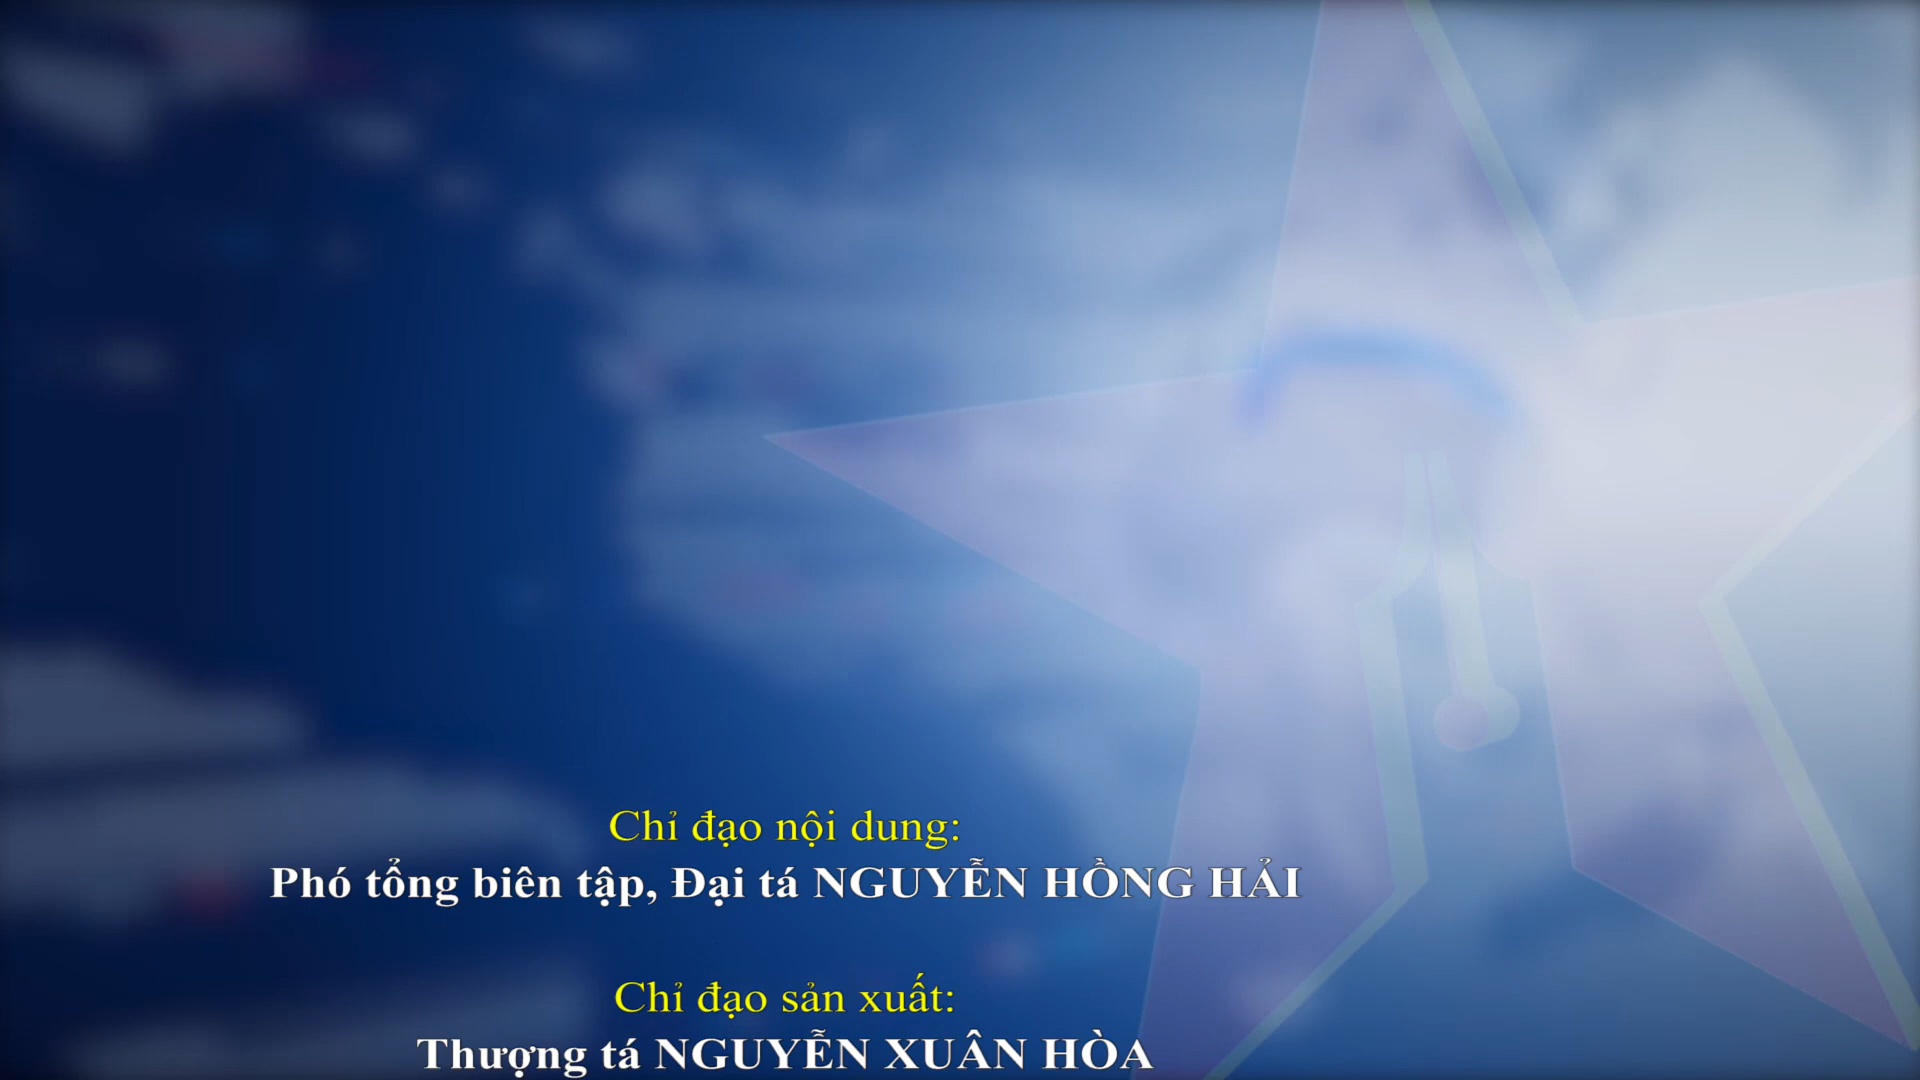 Chỉ đạo nội dung:
Phó tổng biên tập, Đại tá NGUYỄN HỒNG HẢI
Chỉ đạo sản xuất:
Thượng tá NGUYỄN XUÂN HÒA